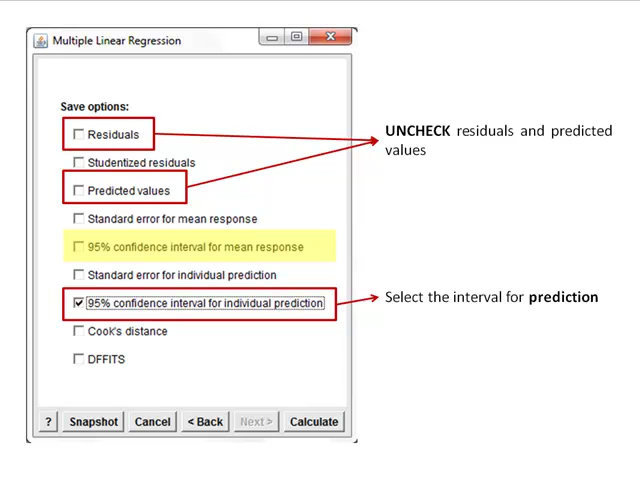 Multiple Linear Regression
Save options:
Residuals
UNCHECK residuals and predicted
values
Studentized residuals
Predicted values
Standard error for mean response
95% confidence interval for mean response
Standard error for individual prediction
95% confidence interval for individual prediction
Select the interval for prediction
Cook's distance
DFFITS
? Snapshot Cancel < Back Next > Calculate